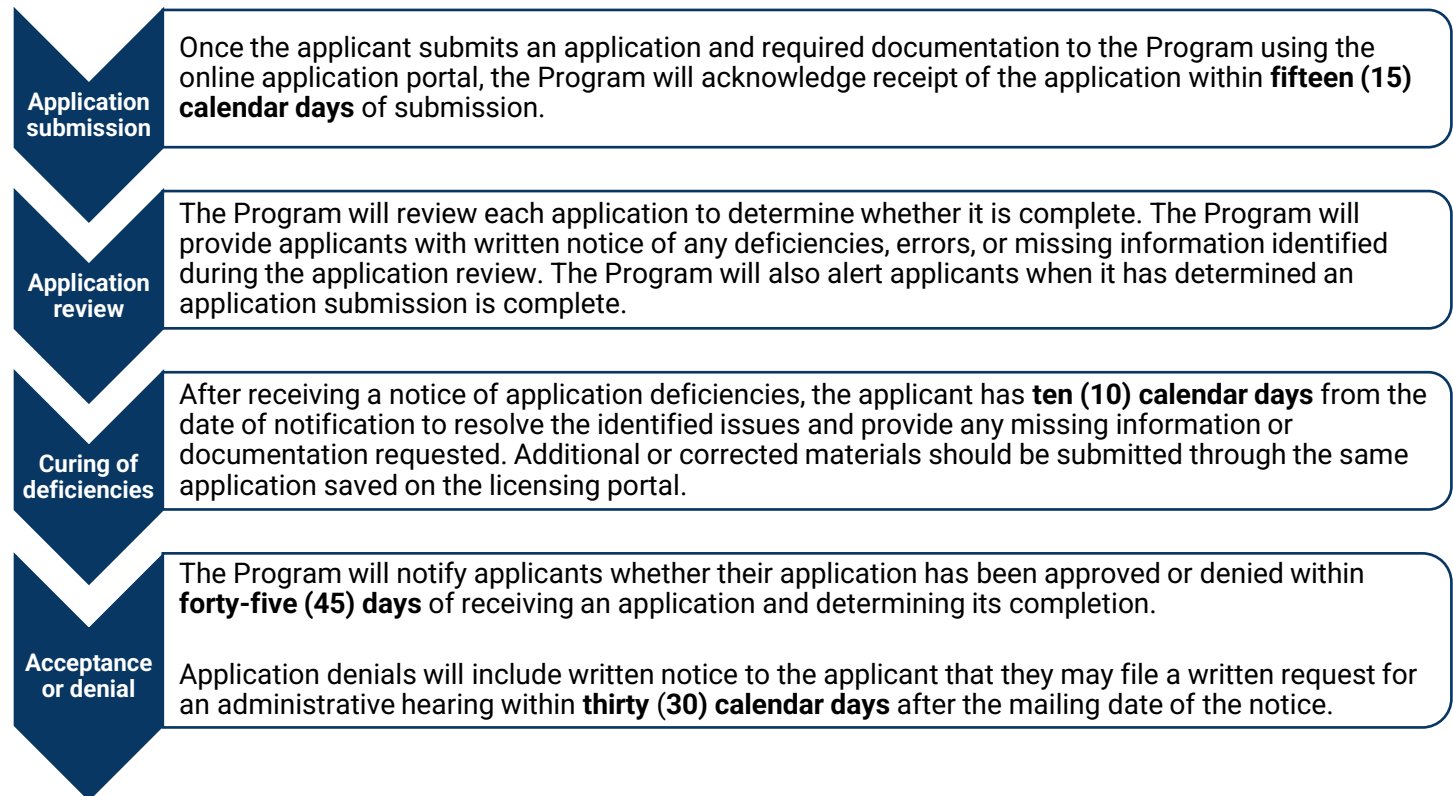 Application
submission
Once the applicant submits an application and required documentation to the Program using the
online application portal, the Program will acknowledge receipt of the application within fifteen (15)
calendar days of submission.
Application
review
The Program will review each application to determine whether it is complete. The Program will
provide applicants with written notice of any deficiencies, errors, or missing information identified
during the application review. The Program will also alert applicants when it has determined an
application submission is complete.
Curing of
deficiencies
After receiving a notice of application deficiencies, the applicant has ten (10) calendar days from the
date of notification to resolve the identified issues and provide any missing information or
documentation requested. Additional or corrected materials should be submitted through the same
application saved on the licensing portal.
Acceptance
or denial
The Program will notify applicants whether their application has been approved or denied within
forty-five (45) days of receiving an application and determining its completion.
Application denials will include written notice to the applicant that they may file a written request for
an administrative hearing within thirty (30) calendar days after the mailing date of the notice.